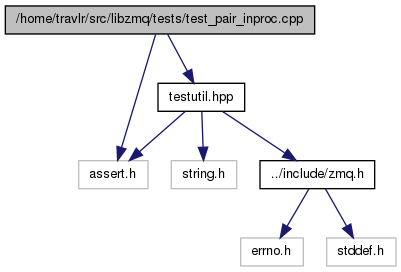 /home/travlr/src/libzmq/tests/test_pair_inproc.cpp
testutil.hpp
assert.h
string.h
../include/zmq.h
errno.h
stddef.h